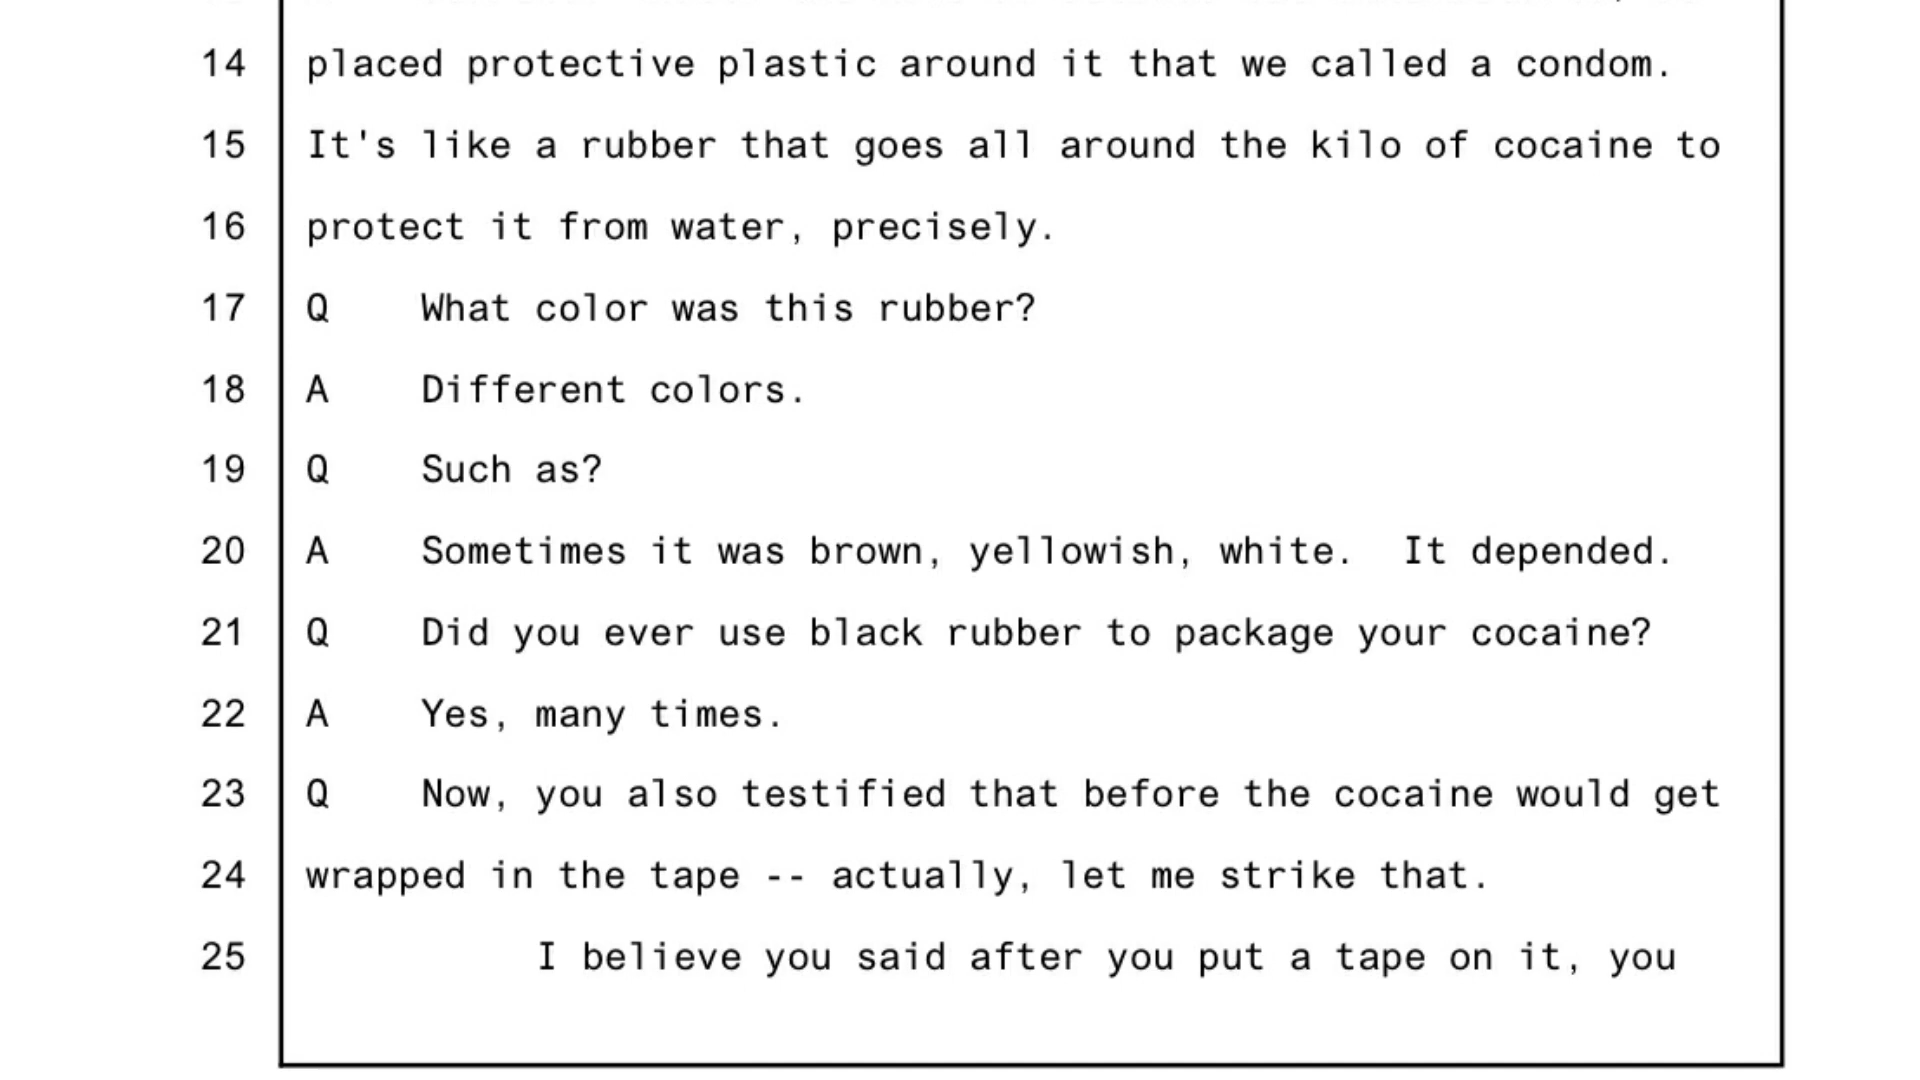 14 placed protective plastic around it that we called a condom.
15 It's like a rubber that goes all around the kilo of cocaine to
16 protect it from water, precisely.
17 Q What color was this rubber?
18 A Different colors.
19 Q Such as?
20 A Sometimes it was brown, yellowish, white.  It depended.
21 Q Did you ever use black rubber to package your cocaine?
22 A Yes, many times.
23 Q Now, you also testified that before the cocaine would get
24 wrapped in the tape -- actually, let me strike that.
25 I believe you said after you put a tape on it, you